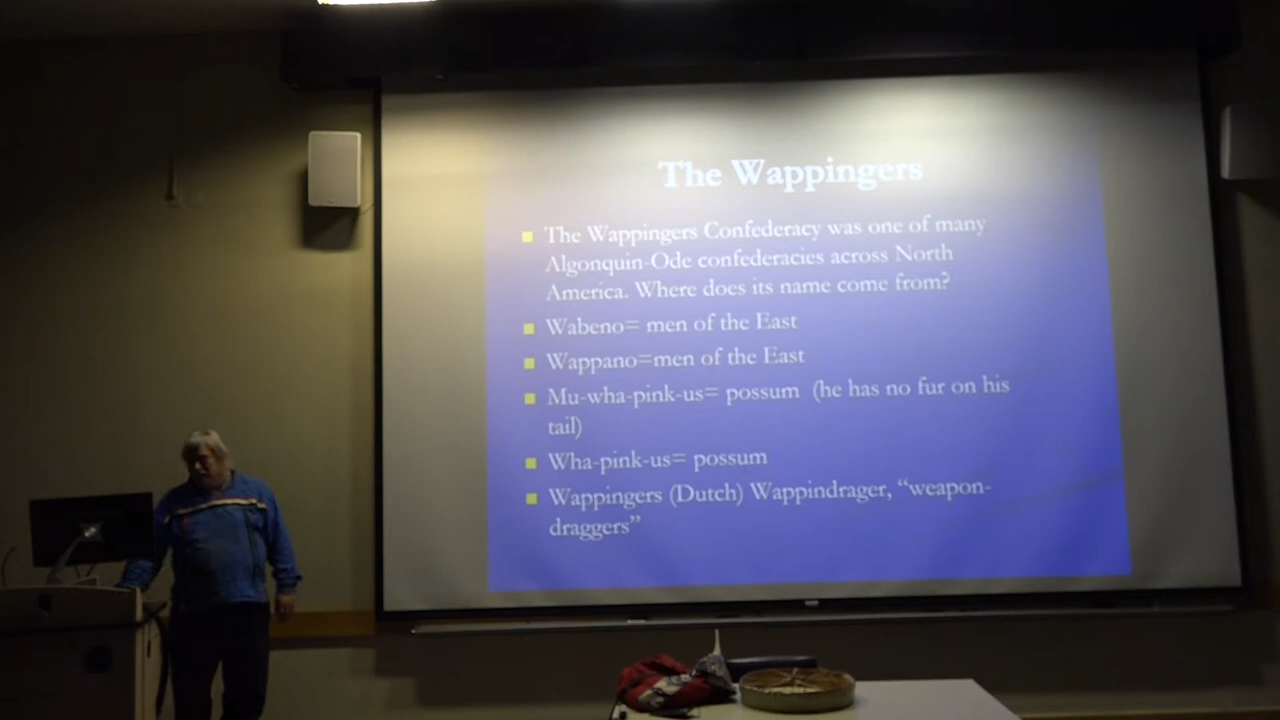 The Wappingers
The Wappingers Confederacy was one of many
Algonquin-Ode confederacies across North
America. Where does its name come from?
Wabeno= men of the East
Wappano=men of the East
Mu-wha-pink-us= possum (he has no fur on his
tail)
Wha-pink-us= possum
Wappingers (Dutch) Wappindrager, “weapon-
draggers”